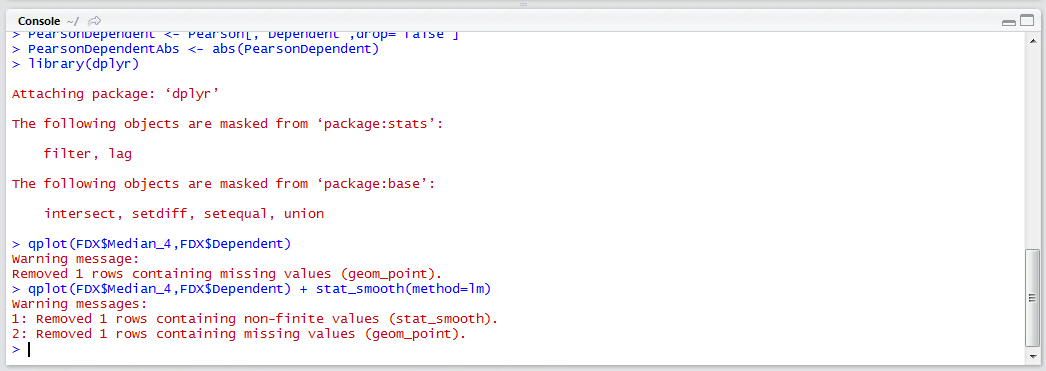 Console ~/
> PearsonDependent <- Pearson[,"Dependent",drop="false"]
> PearsonDependentAbs <- abs(PearsonDependent)
> library(dplyr)
Attaching package: ‘dplyr’
The following objects are masked from ‘package:stats’:
filter, lag
The following objects are masked from ‘package:base’:
intersect, setdiff, setequal, union
> qplot(FDX$Median_4,FDX$Dependent)
Warning message:
Removed 1 rows containing missing values (geom_point).
> qplot(FDX$Median_4,FDX$Dependent) + stat_smooth(method=lm)
Warning messages:
1: Removed 1 rows containing non-finite values (stat_smooth).
2: Removed 1 rows containing missing values (geom_point).
>